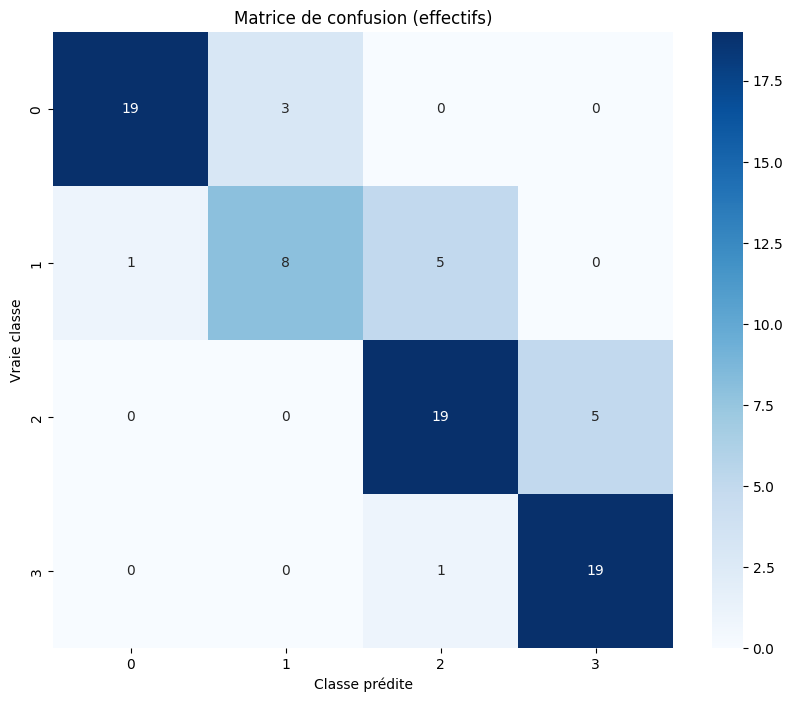 Matrice de confusion (effectifs)
0 19 3 0 0
1 1 8 5 0
2 0 0 19 5
3 0 0 1 19
0 1 2 3
Vraie classe
Classe prédite
17.5
15.0
12.5
10.0
7.5
5.0
2.5
0.0